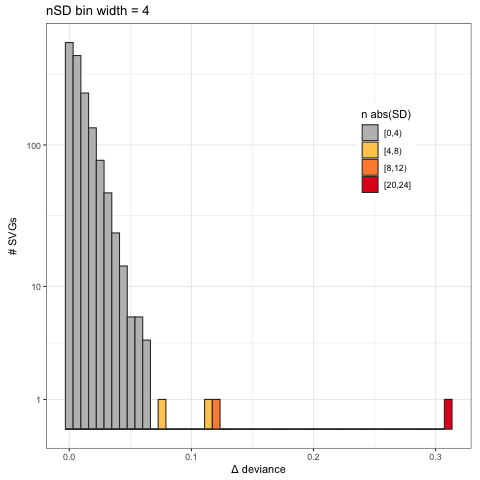 nSD bin width = 4
n abs(SD)
[0,4)
[4,8)
[8,12)
[20,24]
# SVGs
100
10
1
0.0
0.1
0.2
0.3
Δ deviance